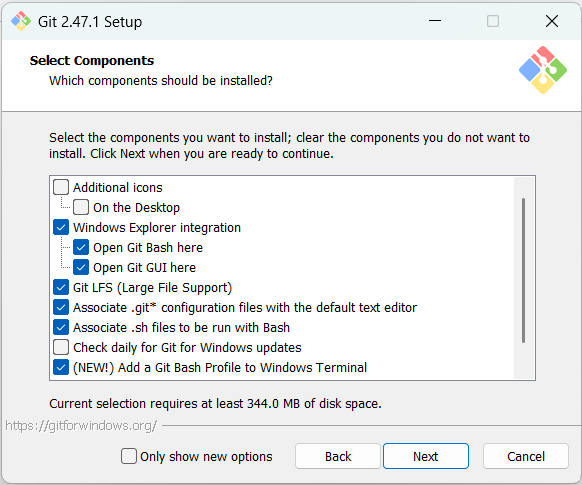 Git 2.47.1 Setup
Select Components
Which components should be installed?
Select the components you want to install; clear the components you do not want to
install. Click Next when you are ready to continue.
Additional icons
On the Desktop
Windows Explorer integration
Open Git Bash here
Open Git GUI here
Git LFS (Large File Support)
Associate .git* configuration files with the default text editor
Associate .sh files to be run with Bash
Check daily for Git for Windows updates
(NEW!) Add a Git Bash Profile to Windows Terminal
Current selection requires at least 344.0 MB of disk space.
https://gitforwindows.org/
Only show new options
Back
Next
Cancel